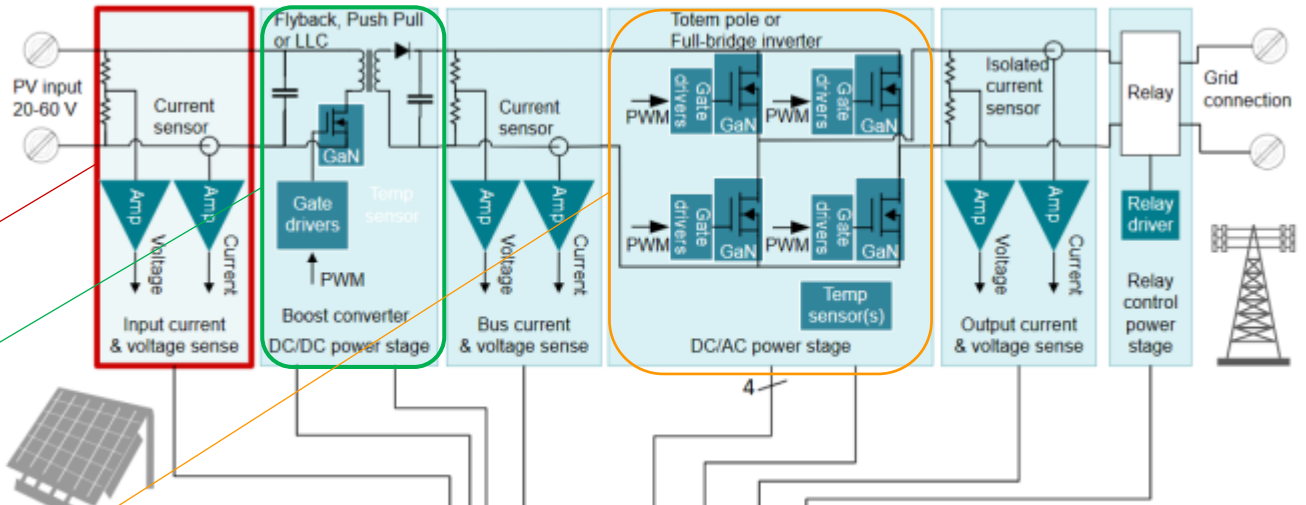 PV input
20-60 V
Current
sensor
Amp
Amp
Voltage
Current
Input current
& voltage sense
Flyback, Push Pull
or LLC
GaN
Gate
drivers
Temp
sensor
PWM
Boost converter
DC/DC power stage
Current
sensor
Amp
Amp
Voltage
Current
Bus current
& voltage sense
Totem pole or
Full-bridge inverter
PWM
Gate
drivers
GaN
PWM
Gate
drivers
GaN
PWM
Gate
drivers
GaN
PWM
Gate
drivers
GaN
Temp
sensor(s)
DC/AC power stage
4
Isolated
current
sensor
Amp
Amp
Voltage
Current
Output current
& voltage sense
Relay
Relay
driver
Relay
control
power
stage
Grid
connection